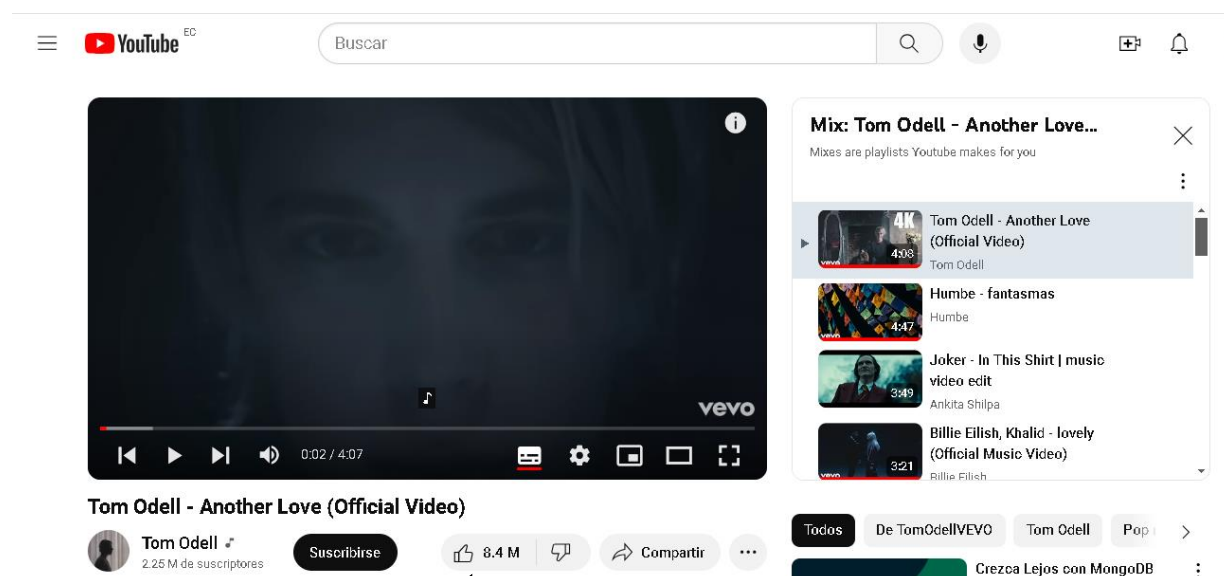 YouTube EC
Buscar
vevo
0:02 / 4:07
Tom Odell - Another Love (Official Video)
Tom Odell
2.25 M de suscriptores
Suscribirse
8.4 M
Compartir
Mix: Tom Odell - Another Love...
Mixes are playlists Youtube makes for you
4K
4:08
vevo
Tom Odell - Another Love
(Official Video)
Tom Odell
4:47
vevo
Humbe - fantasmas
Humbe
3:49
Joker - In This Shirt | music
video edit
Ankita Shilpa
3:21
vevo
Billie Eilish, Khalid - lovely
(Official Music Video)
Billie Eilish
Todos
De TomOdellVEVO
Tom Odell
Pop
Crezca Lejos con MongoDB